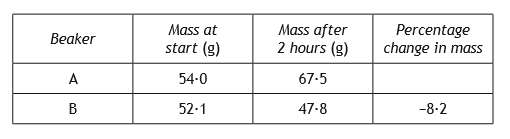 Beaker Mass at start (g) Mass after 2 hours (g) Percentage change in mass
A 54·0 67·5
B 52·1 47·8 –8·2